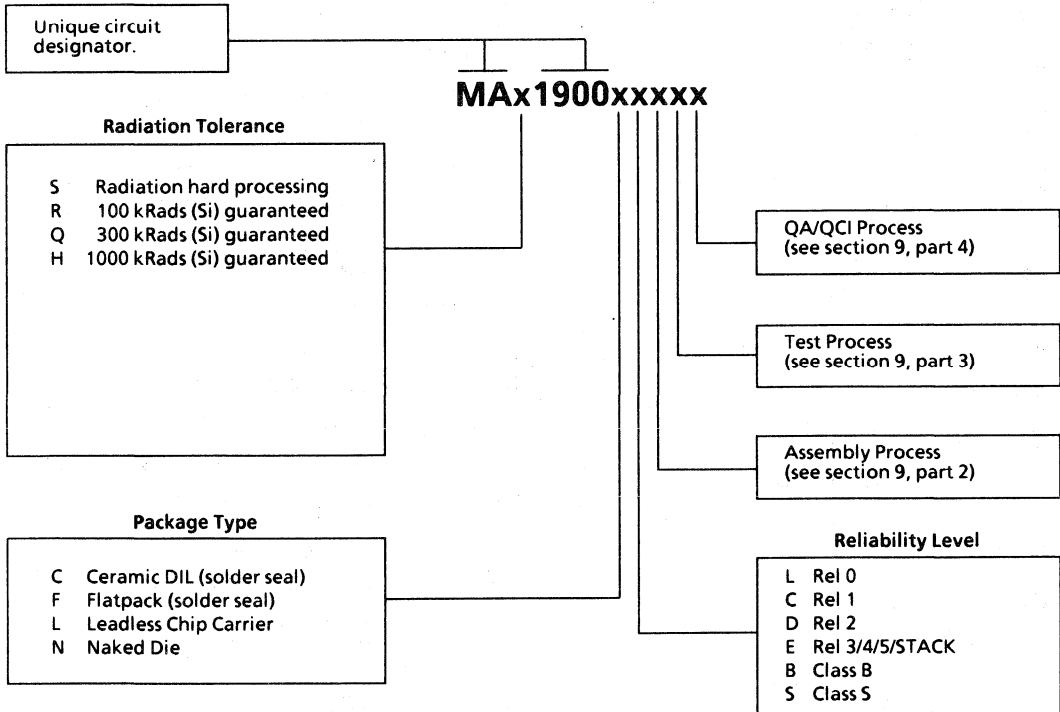 Unique circuit
designator.
MAx1900xxxxx
Radiation Tolerance
S Radiation hard processing
R 100 kRads (Si) guaranteed
Q 300 kRads (Si) guaranteed
H 1000 kRads (Si) guaranteed
QA/QCI Process
(see section 9, part 4)
Test Process
(see section 9, part 3)
Assembly Process
(see section 9, part 2)
Package Type
C Ceramic DIL (solder seal)
F Flatpack (solder seal)
L Leadless Chip Carrier
N Naked Die
Reliability Level
L Rel 0
C Rel 1
D Rel 2
E Rel 3/4/5/STACK
B Class B
S Class S